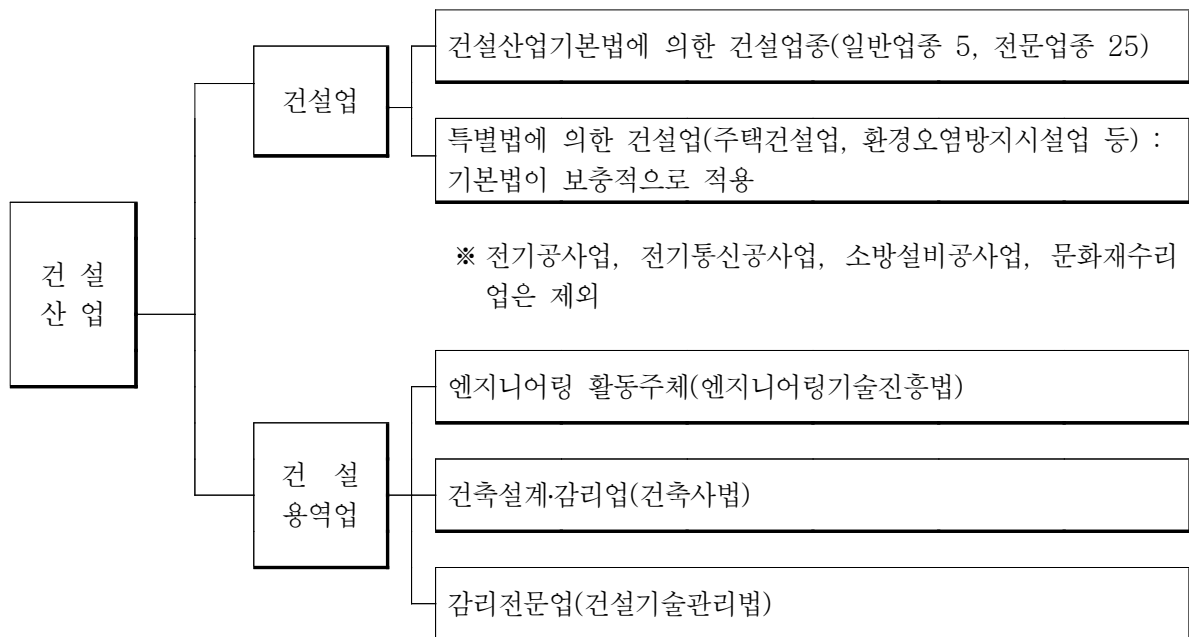 건설산업기본법에 의한 건설업종(일반업종 5, 전문업종 25)
건설업
특별법에 의한 건설업(주택건설업, 환경오염방지시설업 등) :
기본법이 보충적으로 적용
※ 전기공사업, 전기통신공사업, 소방설비공사업, 문화재수리
업은 제외
건 설
산 업
엔지니어링 활동주체(엔지니어링기술진흥법)
건 설
용역업
건축설계·감리업(건축사법)
감리전문업(건설기술관리법)